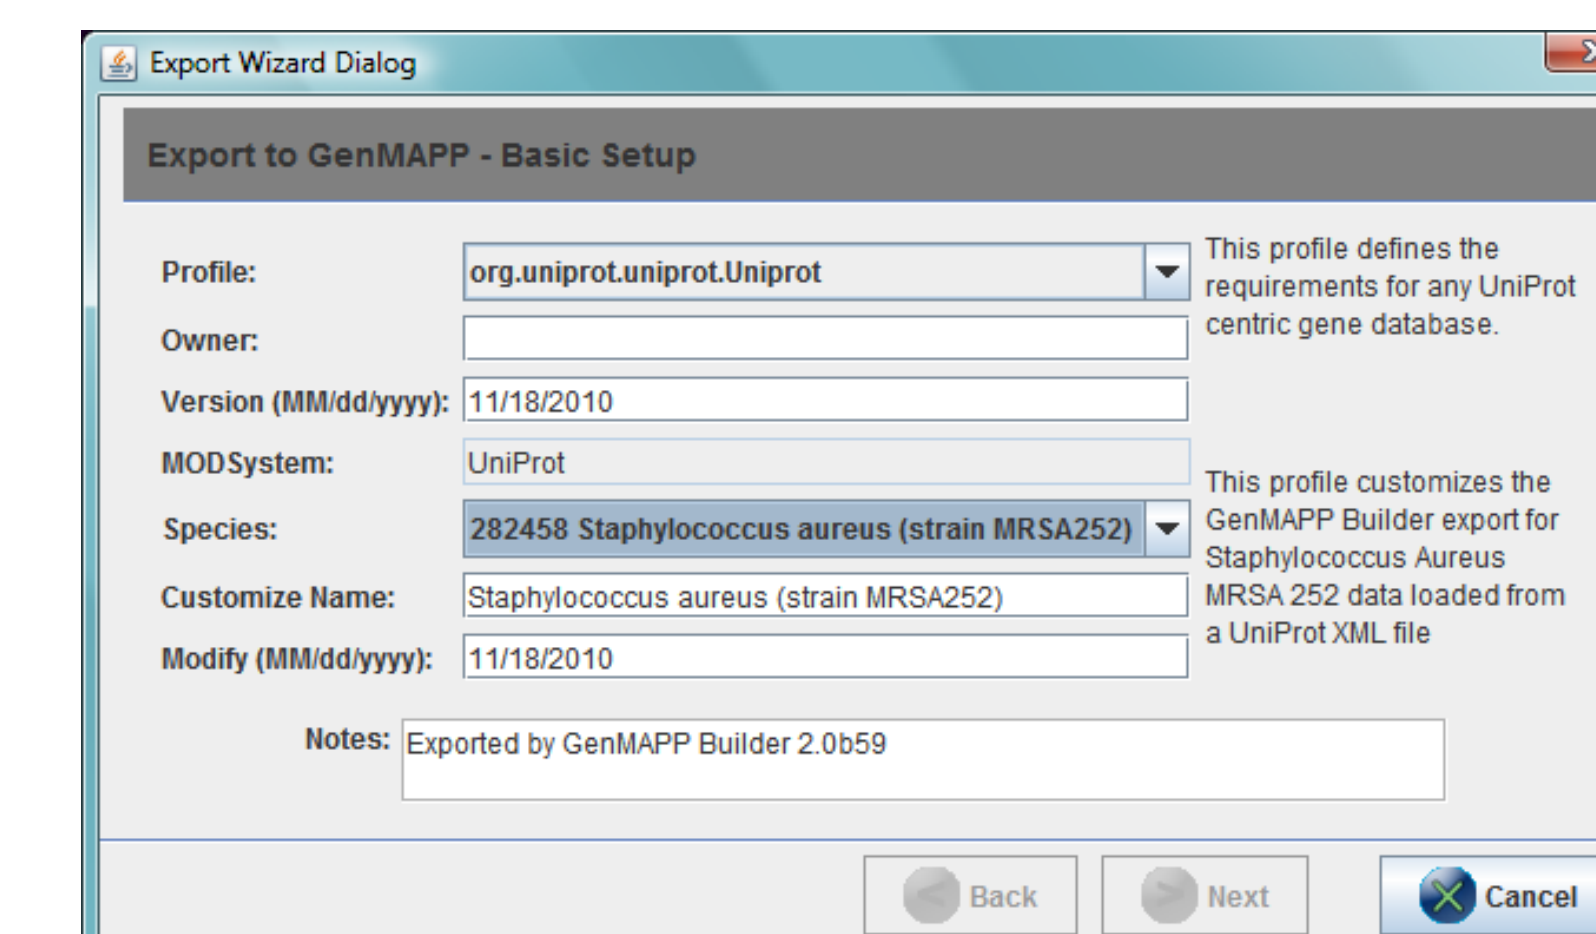 Export Wizard Dialog
Export to GenMAPP - Basic Setup
Profile:
org.uniprot.uniprot.Uniprot
This profile defines the
requirements for any UniProt
centric gene database.
Owner:
Version (MM/dd/yyyy):
11/18/2010
MODSystem:
UniProt
Species:
282458 Staphylococcus aureus (strain MRSA252)
This profile customizes the
GenMAPP Builder export for
Staphylococcus Aureus
MRSA 252 data loaded from
a UniProt XML file
Customize Name:
Staphylococcus aureus (strain MRSA252)
Modify (MM/dd/yyyy):
11/18/2010
Notes:
Exported by GenMAPP Builder 2.0b59
Back
Next
Cancel